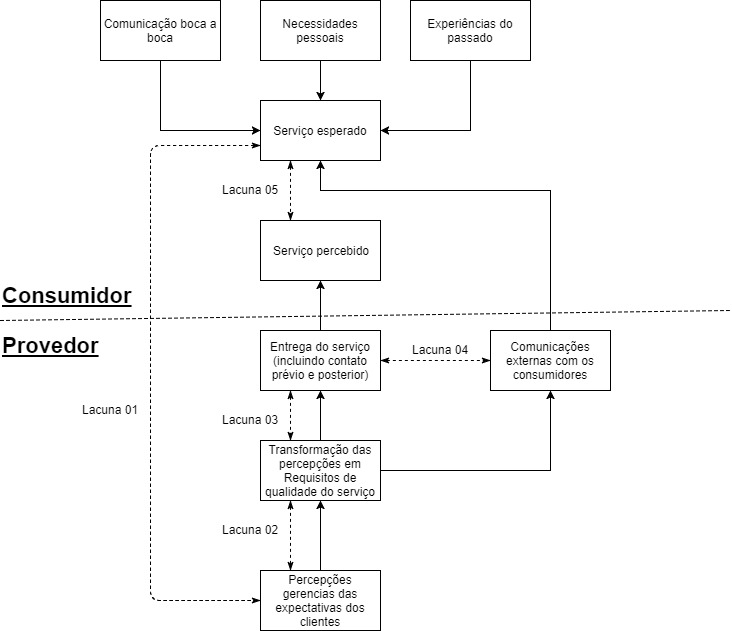 Comunicação boca a
boca
Necessidades
pessoais
Experiências do
passado
Serviço esperado
Lacuna 05
Serviço percebido
Consumidor
Provedor
Entrega do serviço
(incluindo contato
prévio e posterior)
Lacuna 04
Comunicações
externas com os
consumidores
Lacuna 01
Lacuna 03
Transformação das
percepções em
Requisitos de
qualidade do serviço
Lacuna 02
Percepções
gerencias das
expectativas dos
clientes